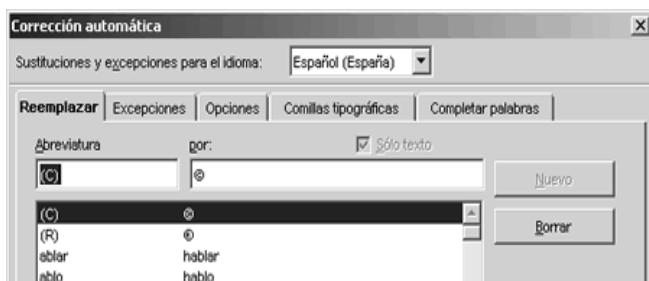 Corrección automática
Sustituciones y excepciones para el idioma: Español (España)
Reemplazar Excepciones Opciones Comillas tipográficas Completar palabras
Abreviatura por: Sólo texto
(C) © Nuevo
(C) ©
(R) © Borrar
ablar hablar
ablo hablo